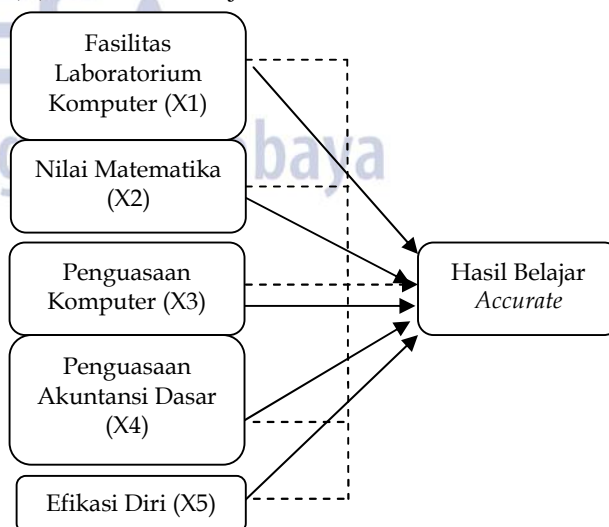 Fasilitas
Laboratorium
Komputer (X1)
Nilai Matematika
(X2)
Penguasaan
Komputer (X3)
Penguasaan
Akuntansi Dasar
(X4)
Efikasi Diri (X5)
Hasil Belajar
Accurate
baya